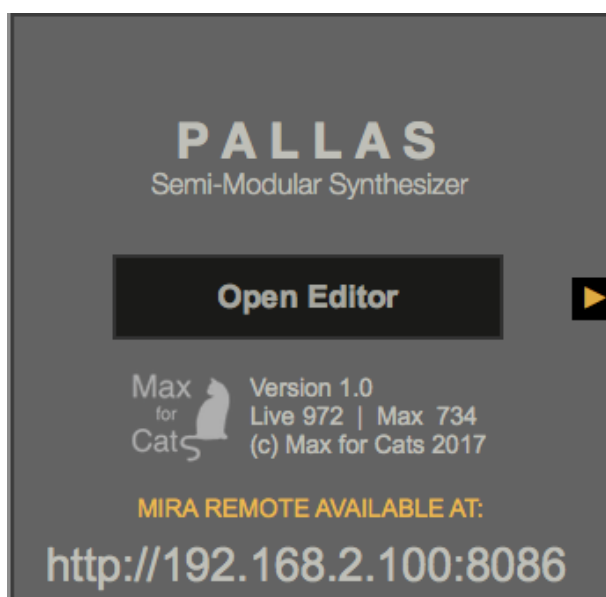 PALLAS
Semi-Modular Synthesizer
Open Editor
Max
for
Cats
Version 1.0
Live 972 | Max 734
(c) Max for Cats 2017
MIRA REMOTE AVAILABLE AT:
http://192.168.2.100:8086